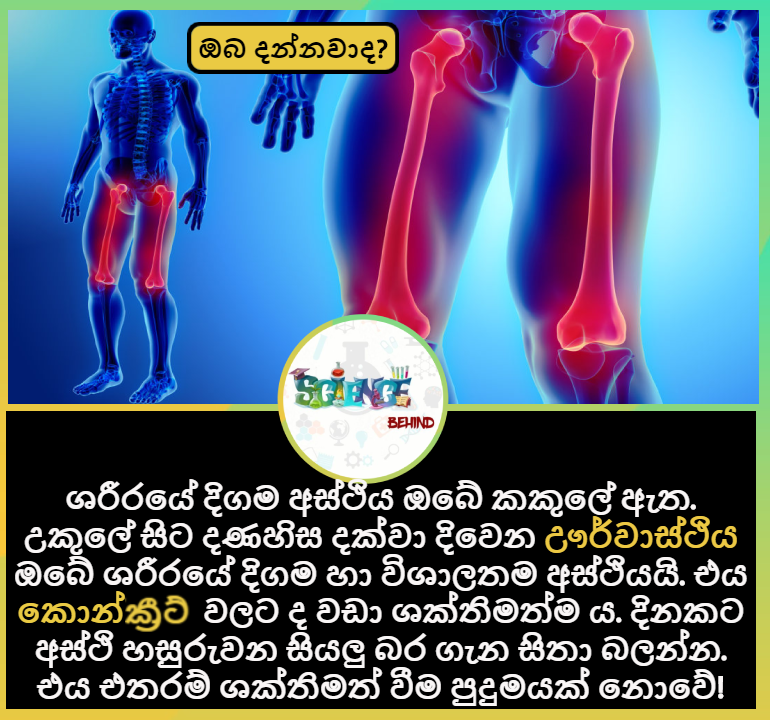 ඔබ දන්නවාද?
SCIENCE
BEHIND
ශරීරයේ දිගම අස්ථිය ඔබේ කකුලේ ඇත.
උකුලේ සිට දණහිස දක්වා දිවෙන ඌර්වාස්ථිය
ඔබේ ශරීරයේ දිගම හා විශාලතම අස්ථියයි. එය
කොන්ක්‍රීට් වලට ද වඩා ශක්තිමත්ම ය. දිනකට
අස්ථි හසුරුවන සියලු බර ගැන සිතා බලන්න.
එය එතරම් ශක්තිමත් වීම පුදුමයක් නොවේ!